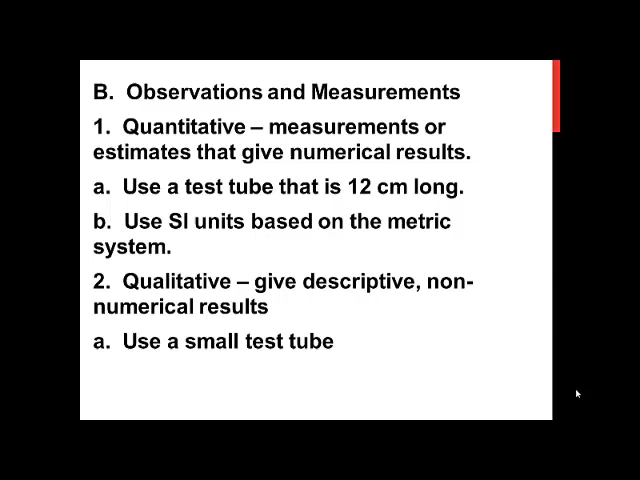 B. Observations and Measurements
1. Quantitative – measurements or
estimates that give numerical results.
a. Use a test tube that is 12 cm long.
b. Use SI units based on the metric
system.
2. Qualitative – give descriptive, non-
numerical results
a. Use a small test tube